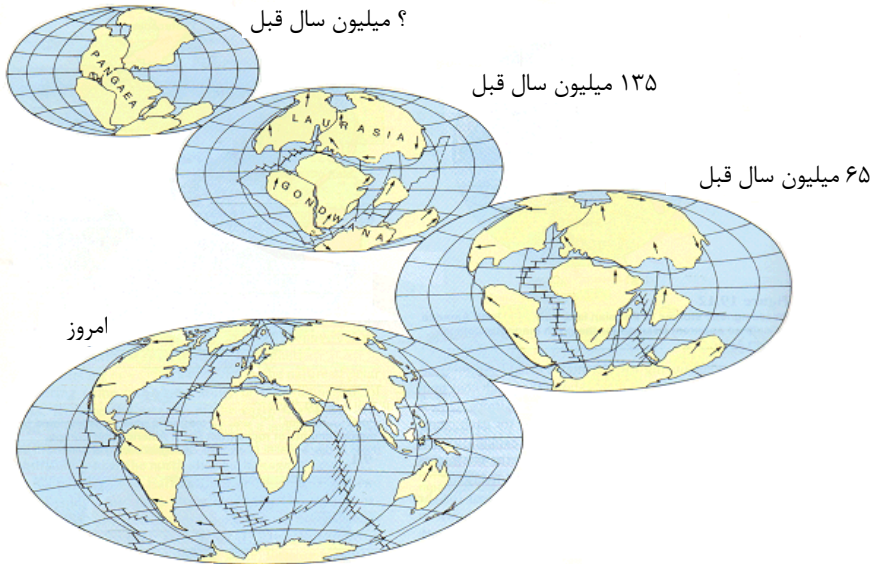 ؟ میلیون سال قبل
PANGAEA
۱۳۵ میلیون سال قبل
LAURASIA
GONDWANA
۶۵ میلیون سال قبل
امروز